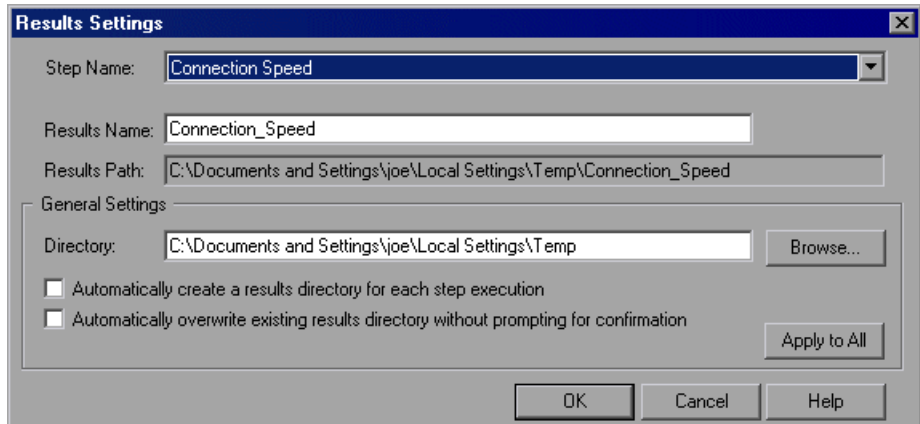 Results Settings
Step Name: Connection Speed
Results Name: Connection_Speed
Results Path: C:\Documents and Settings\joe\Local Settings\Temp\Connection_Speed
General Settings
Directory: C:\Documents and Settings\joe\Local Settings\Temp Browse...
Automatically create a results directory for each step execution
Automatically overwrite existing results directory without prompting for confirmation
Apply to All
OK Cancel Help